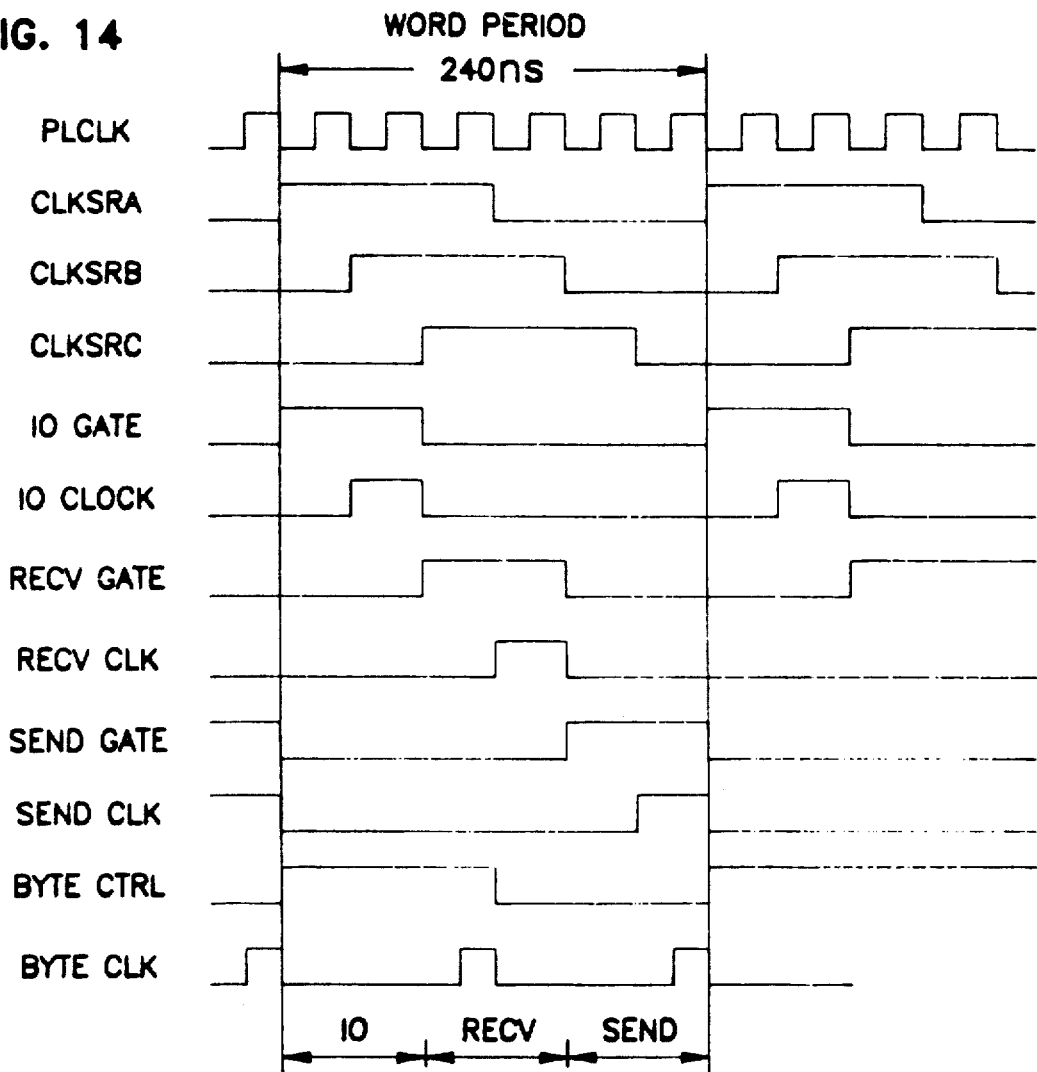 IG. 14
WORD PERIOD
240ns
PLCLK
CLKSRA
CLKSRB
CLKSRC
IO GATE
IO CLOCK
RECV GATE
RECV CLK
SEND GATE
SEND CLK
BYTE CTRL
BYTE CLK
IO RECV SEND